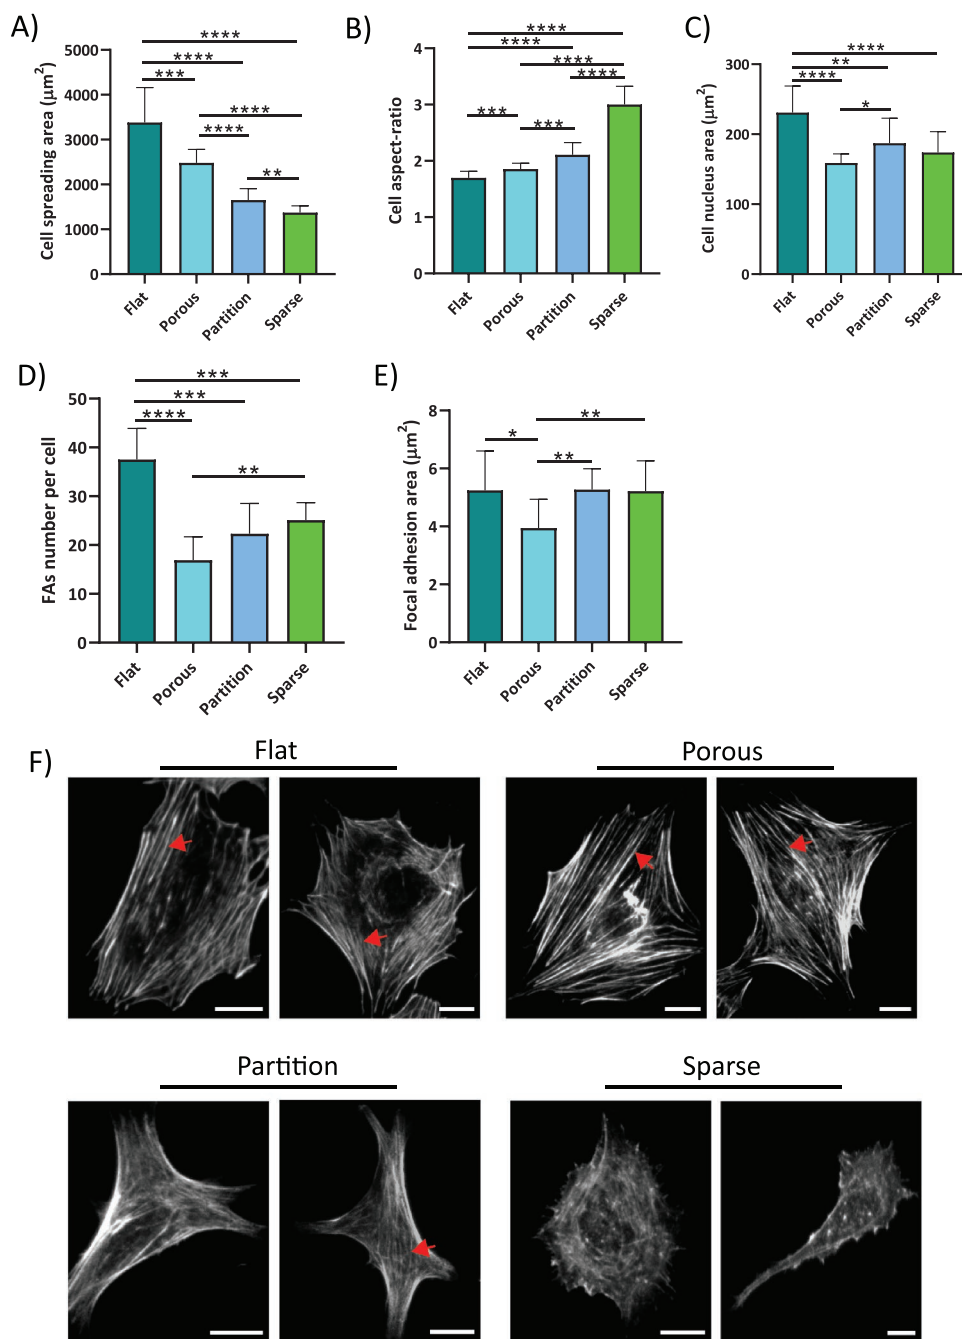 A)
Cell spreading area (µm²)
5000
4000
3000
2000
1000
0
****
****
***
****
****
**
Flat
Porous
Partition
Sparse
B)
Cell aspect-ratio
4
3
2
1
0
****
****
****
****
***
***
Flat
Porous
Partition
Sparse
C)
Cell nucleus area (µm²)
300
200
100
0
****
**
****
*
Flat
Porous
Partition
Sparse
D)
FAs number per cell
50
40
30
20
10
0
***
***
****
**
Flat
Porous
Partition
Sparse
E)
Focal adhesion area (µm²)
8
6
4
2
0
**
*
**
Flat
Porous
Partition
Sparse
F)
Flat
Porous
Partition
Sparse